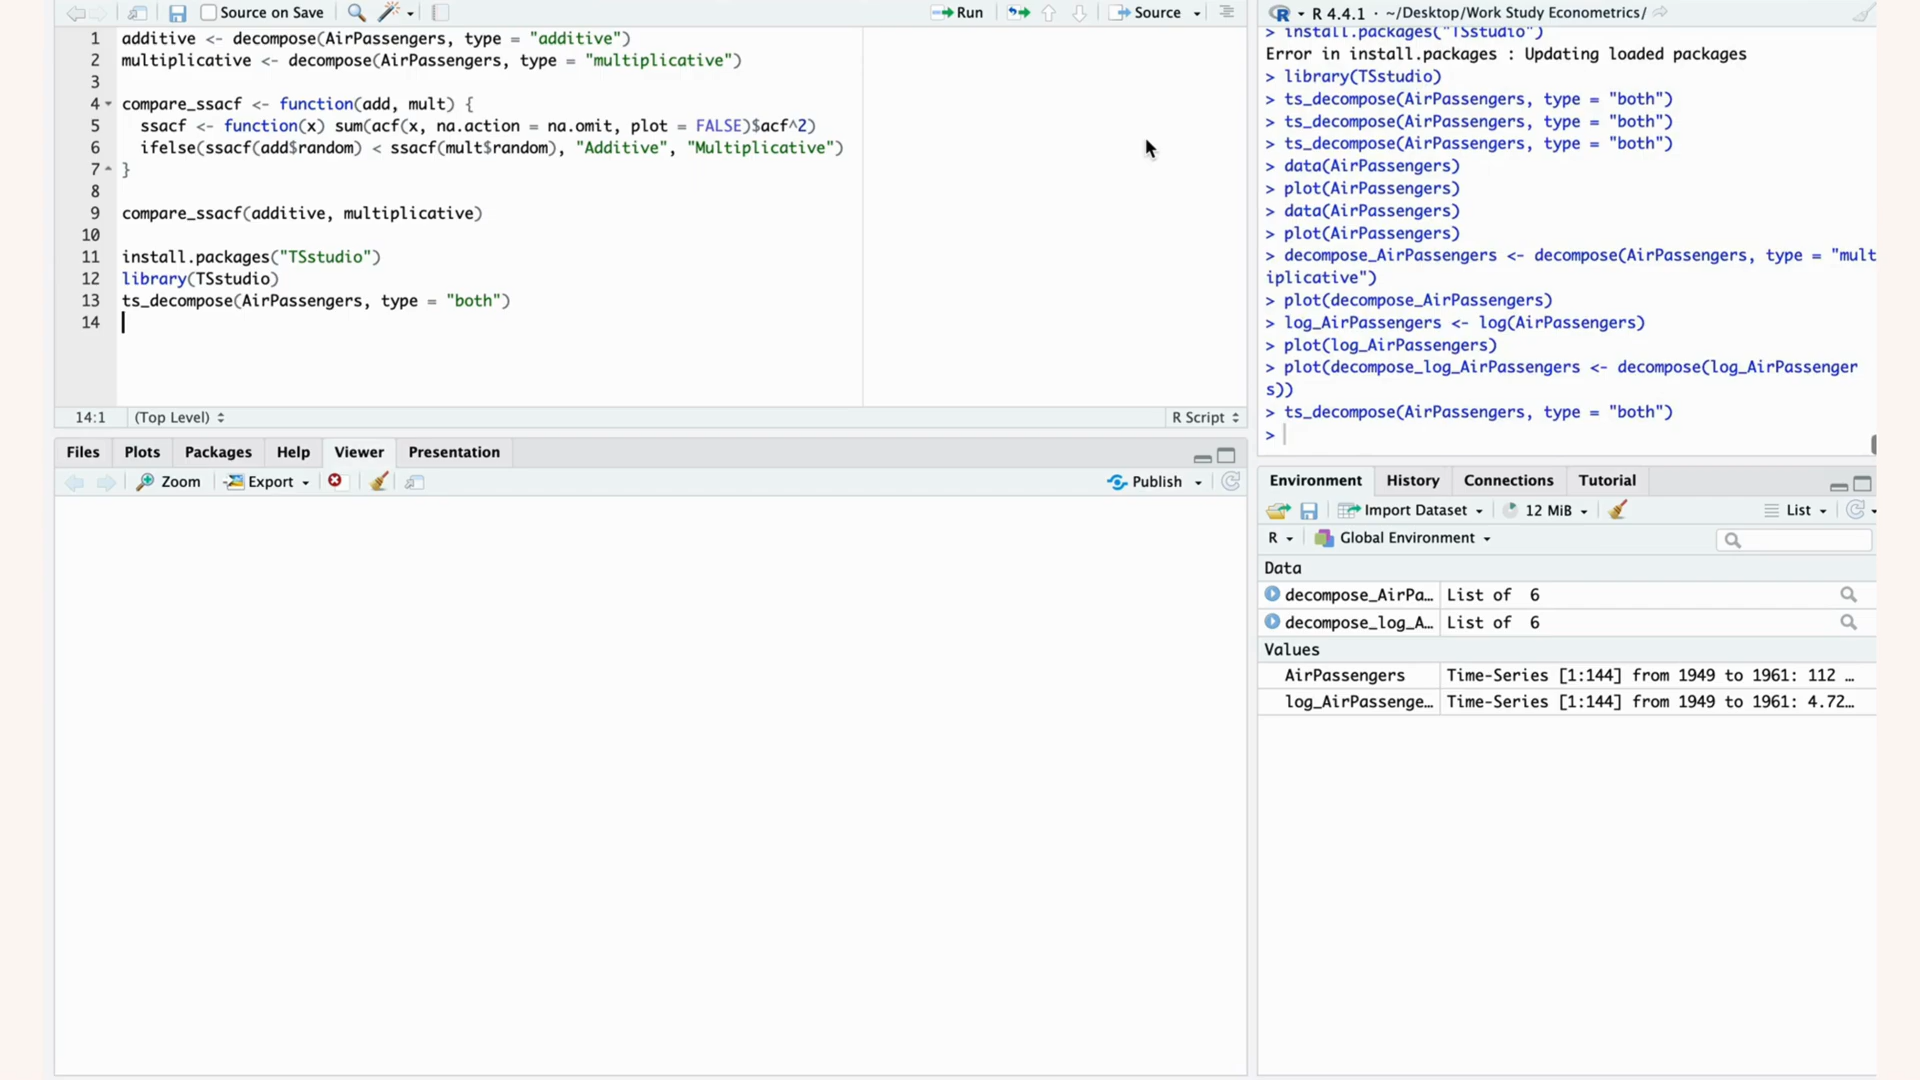 Source on Save
Run
Source
1 additive <- decompose(AirPassengers, type = "additive")
2 multiplicative <- decompose(AirPassengers, type = "multiplicative")
3
4 compare_ssacf <- function(add, mult) {
5 ssacf <- function(x) sum(acf(x, na.action = na.omit, plot = FALSE)$acf^2)
6 ifelse(ssacf(add$random) < ssacf(mult$random), "Additive", "Multiplicative")
7 }
8
9 compare_ssacf(additive, multiplicative)
10
11 install.packages("TSstudio")
12 library(TSstudio)
13 ts_decompose(AirPassengers, type = "both")
14
14:1 (Top Level) R Script
Files Plots Packages Help Viewer Presentation
Zoom Export Publish
R 4.4.1 · ~/Desktop/Work Study Econometrics/
> install.packages("TSstudio")
Error in install.packages : Updating loaded packages
> library(TSstudio)
> ts_decompose(AirPassengers, type = "both")
> ts_decompose(AirPassengers, type = "both")
> ts_decompose(AirPassengers, type = "both")
> data(AirPassengers)
> plot(AirPassengers)
> data(AirPassengers)
> plot(AirPassengers)
> decompose_AirPassengers <- decompose(AirPassengers, type = "mult
iplicative")
> plot(decompose_AirPassengers)
> log_AirPassengers <- log(AirPassengers)
> plot(log_AirPassengers)
> plot(decompose_log_AirPassengers <- decompose(log_AirPassenger
s))
> ts_decompose(AirPassengers, type = "both")
>
Environment History Connections Tutorial
Import Dataset 12 MiB List
R Global Environment
Data
decompose_AirPa… List of 6
decompose_log_A… List of 6
Values
AirPassengers Time-Series [1:144] from 1949 to 1961: 112 …
log_AirPassenge… Time-Series [1:144] from 1949 to 1961: 4.72…